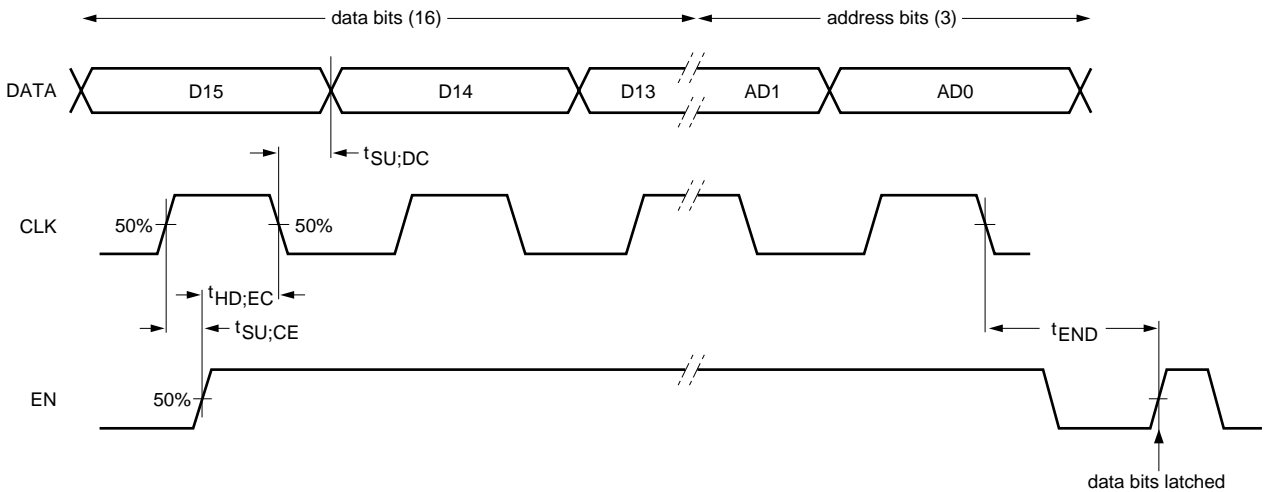 data bits (16)
address bits (3)
DATA
D15
D14
D13
AD1
AD0
tSU;DC
CLK
50%
50%
tHD;EC
tSU;CE
tEND
EN
50%
data bits latched